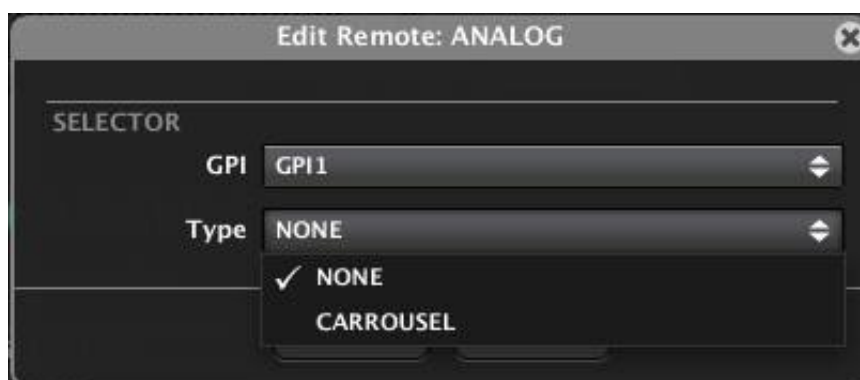 Edit Remote: ANALOG
SELECTOR
GPI GPI1
Type NONE
✓ NONE
CARROUSEL